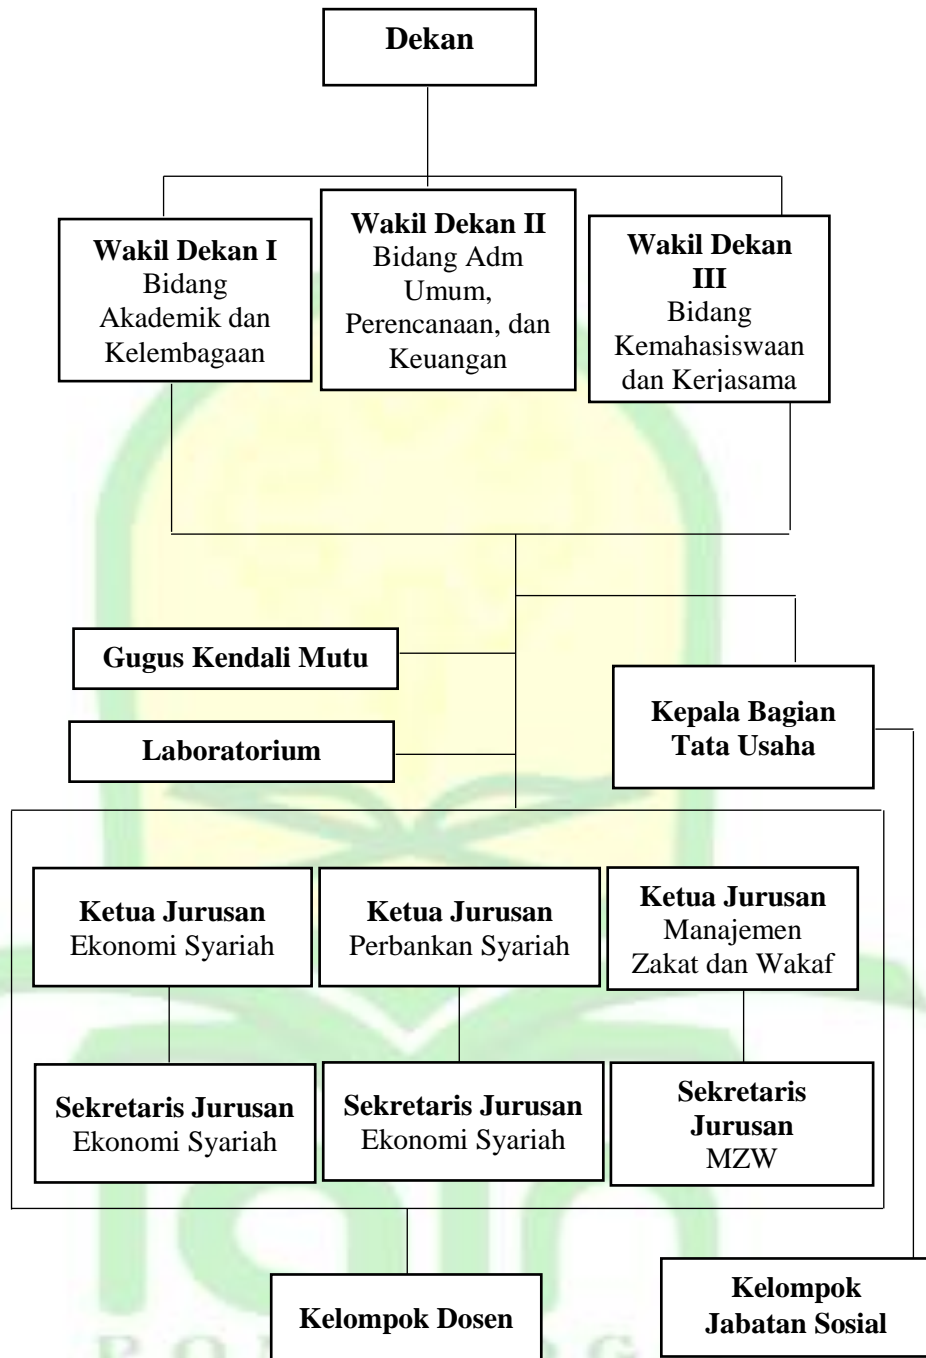 Dekan
Wakil Dekan I
Bidang
Akademik dan
Kelembagaan
Wakil Dekan II
Bidang Adm
Umum,
Perencanaan, dan
Keuangan
Wakil Dekan
III
Bidang
Kemahasiswaan
dan Kerjasama
Gugus Kendali Mutu
Laboratorium
Kepala Bagian
Tata Usaha
Ketua Jurusan
Ekonomi Syariah
Ketua Jurusan
Perbankan Syariah
Ketua Jurusan
Manajemen
Zakat dan Wakaf
Sekretaris Jurusan
Ekonomi Syariah
Sekretaris Jurusan
Ekonomi Syariah
Sekretaris
Jurusan
MZW
Kelompok Dosen
Kelompok
Jabatan Sosial
iain